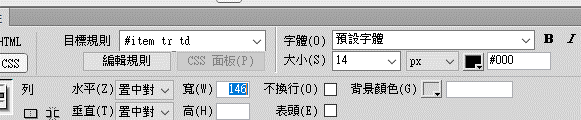 HTML 目標規則 #item tr td 字體(O) 預設字體 B I
CSS 編輯規則 CSS 面板(P) 大小(S) 14 px #000
列 水平(Z) 置中對 寬(W) 146 不換行(O) 背景顏色(G)
垂直(T) 置中對 高(H) 表頭(E)